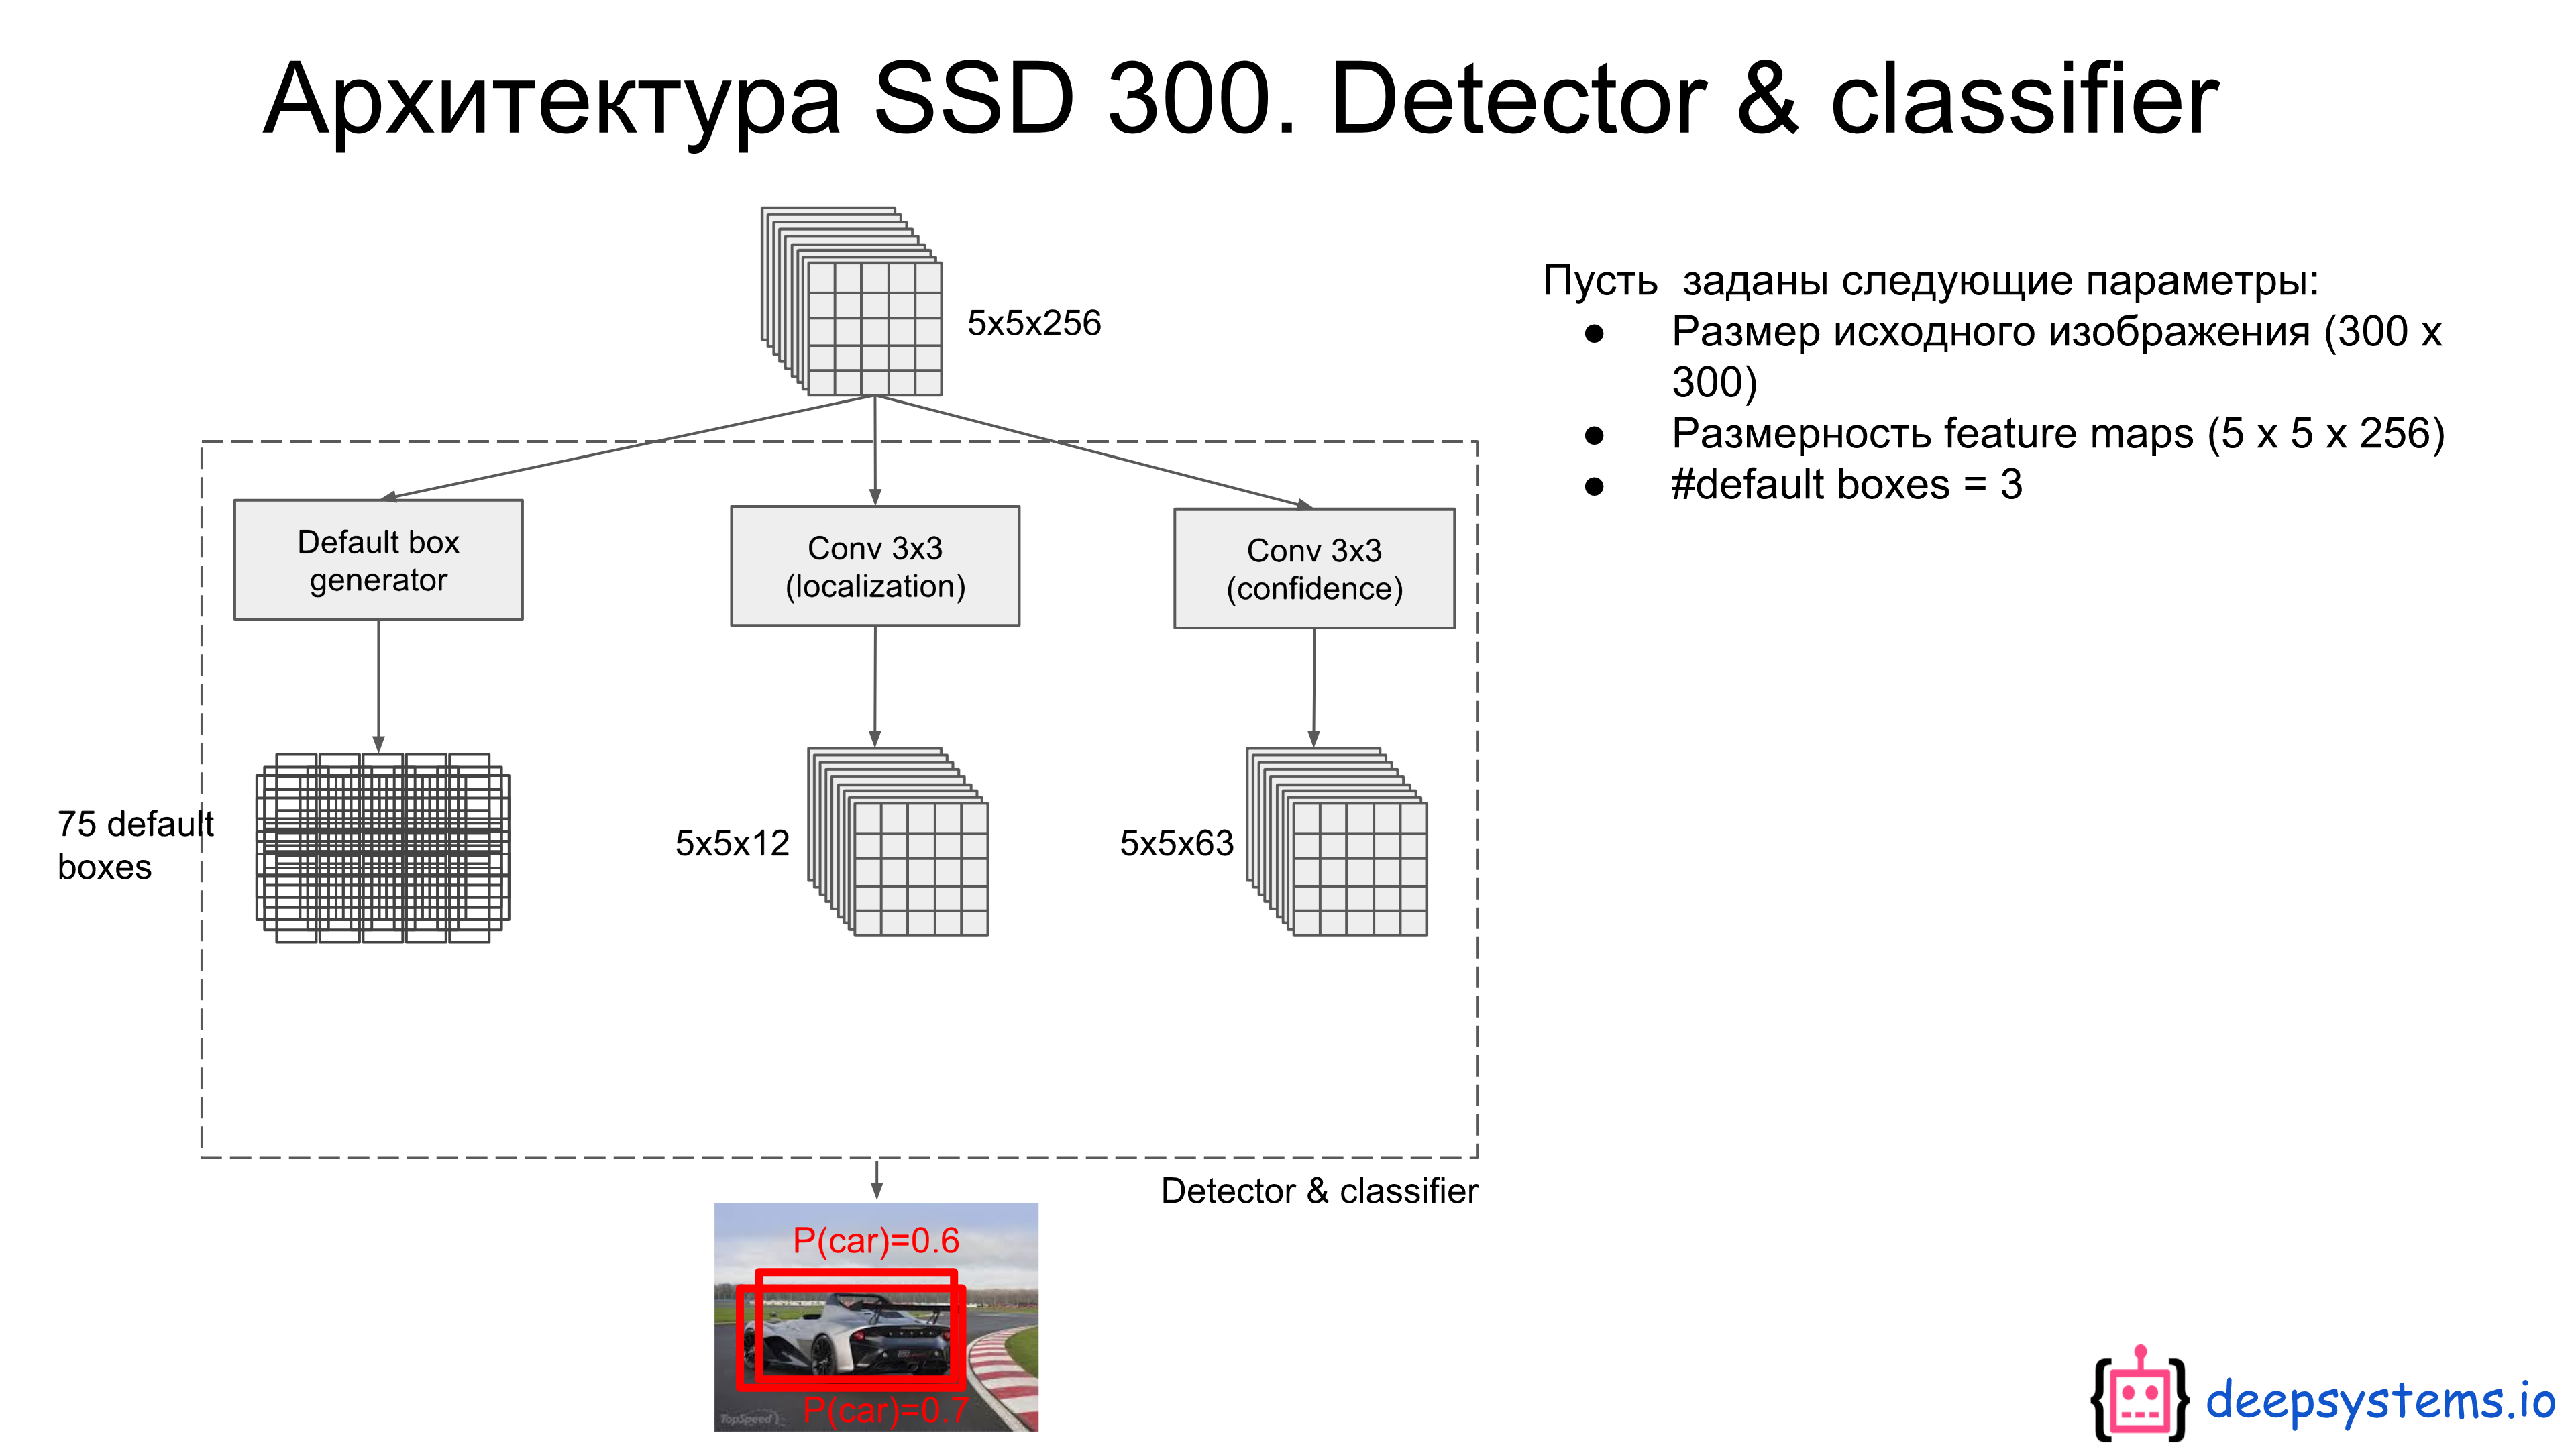 Архитектура SSD 300. Detector & classifier
5x5x256
Пусть заданы следующие параметры:
● Размер исходного изображения (300 x
300)
● Размерность feature maps (5 x 5 x 256)
● #default boxes = 3
Default box
generator
Conv 3x3
(localization)
Conv 3x3
(confidence)
75 default
boxes
5x5x12
5x5x63
Detector & classifier
P(car)=0.6
P(car)=0.7
TopSpeed
deepsystems.io